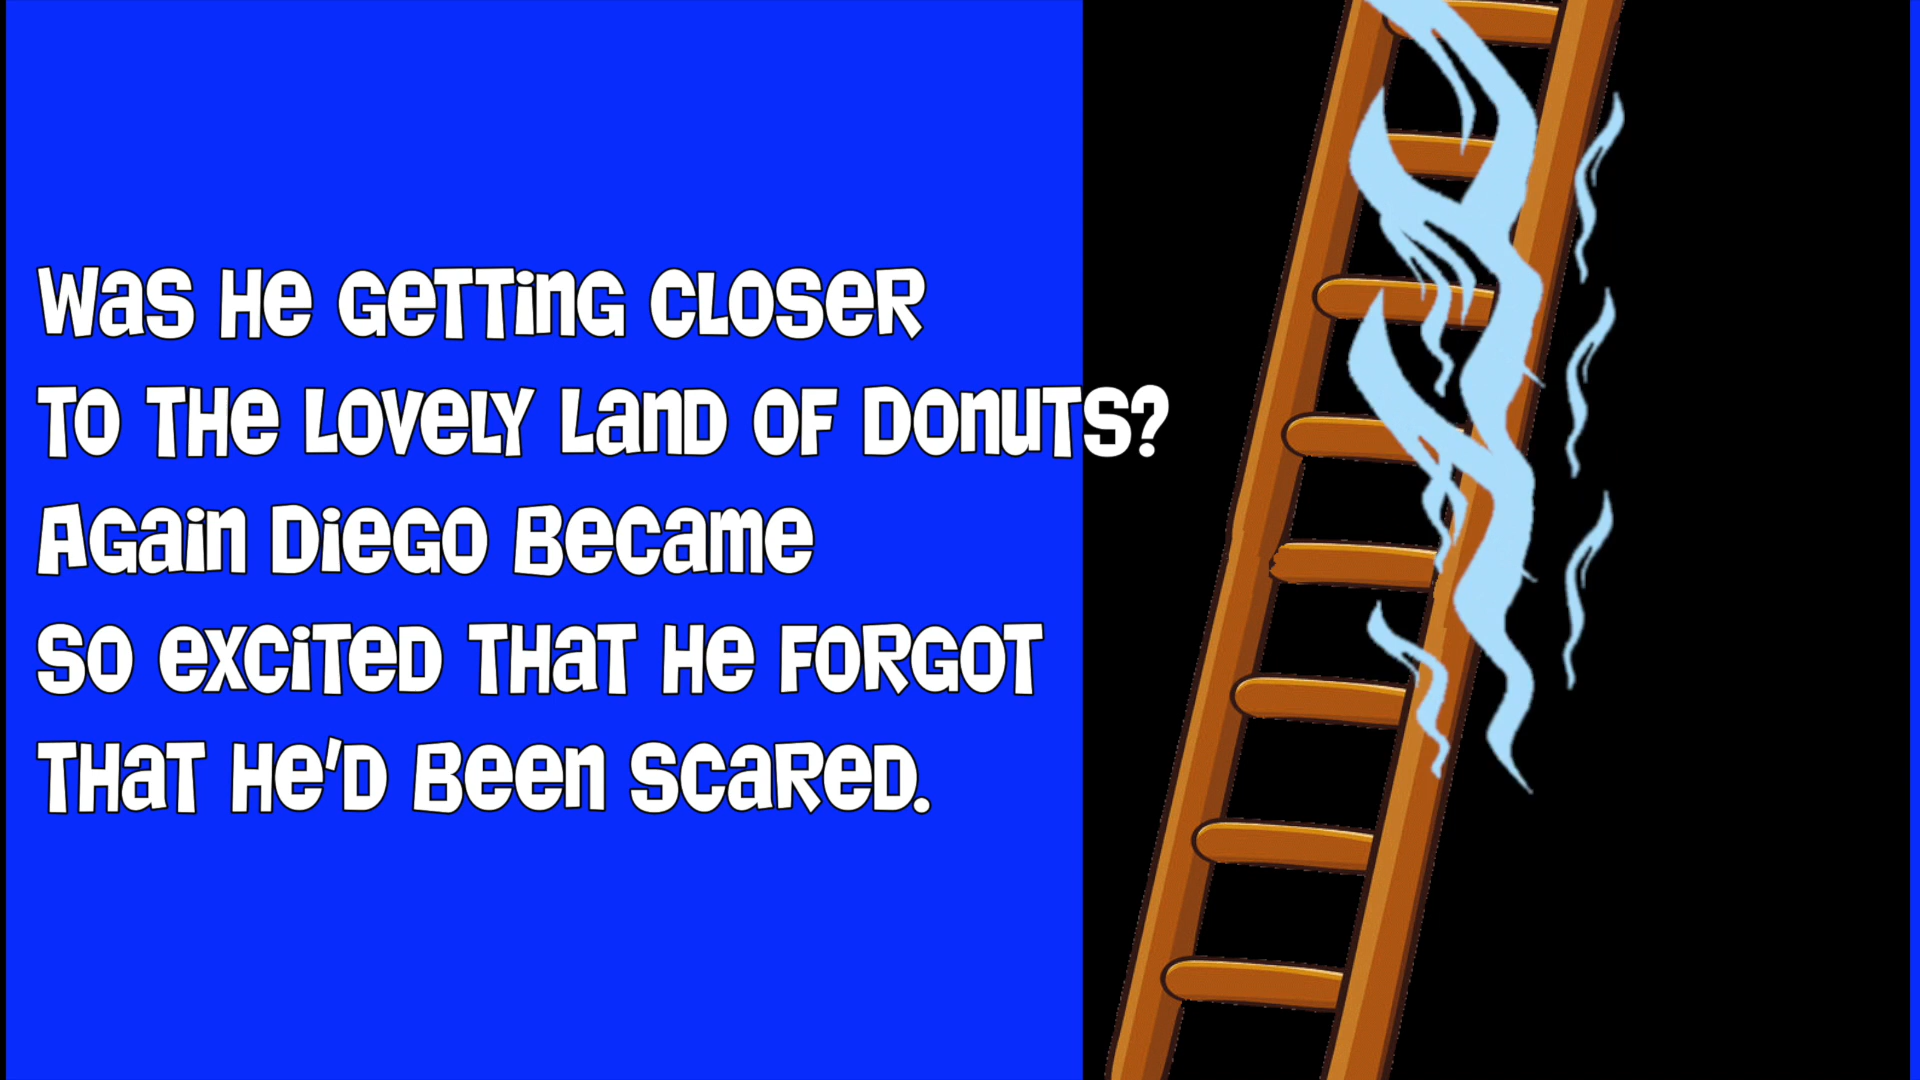 Was He Getting Closer
to the Lovely Land of Donuts?
Again Diego Became
so excited that He forgot
that He'd Been scared.